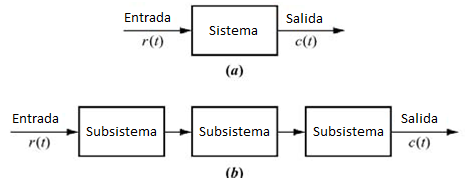 Entrada
r(t)
Sistema
Salida
c(t)
(a)
Entrada
r(t)
Subsistema
Subsistema
Subsistema
Salida
c(t)
(b)